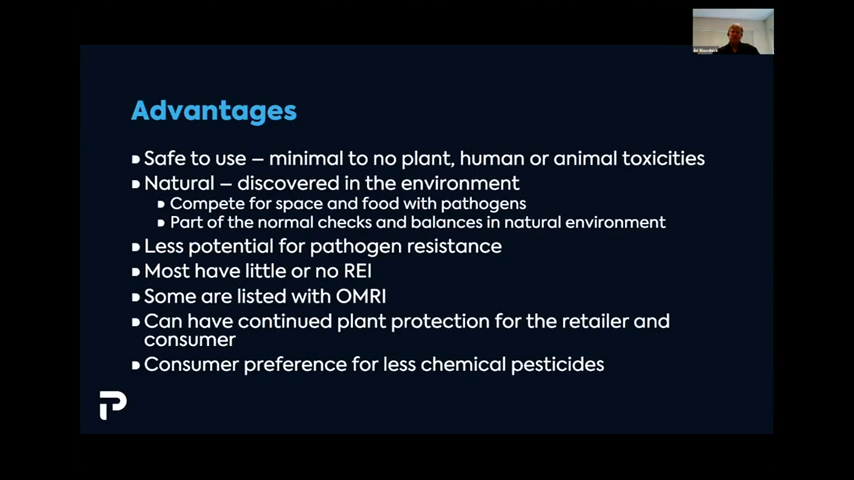 Advantages
Safe to use – minimal to no plant, human or animal toxicities
Natural – discovered in the environment
Compete for space and food with pathogens
Part of the normal checks and balances in natural environment
Less potential for pathogen resistance
Most have little or no REI
Some are listed with OMRI
Can have continued plant protection for the retailer and
consumer
Consumer preference for less chemical pesticides